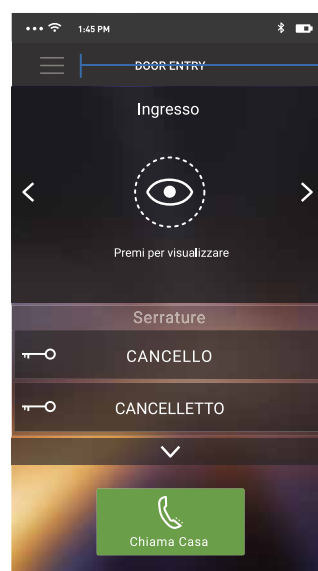 1:45 PM
DOOR ENTRY
Ingresso
Premi per visualizzare
Serrature
CANCELLO
CANCELLETTO
Chiama Casa